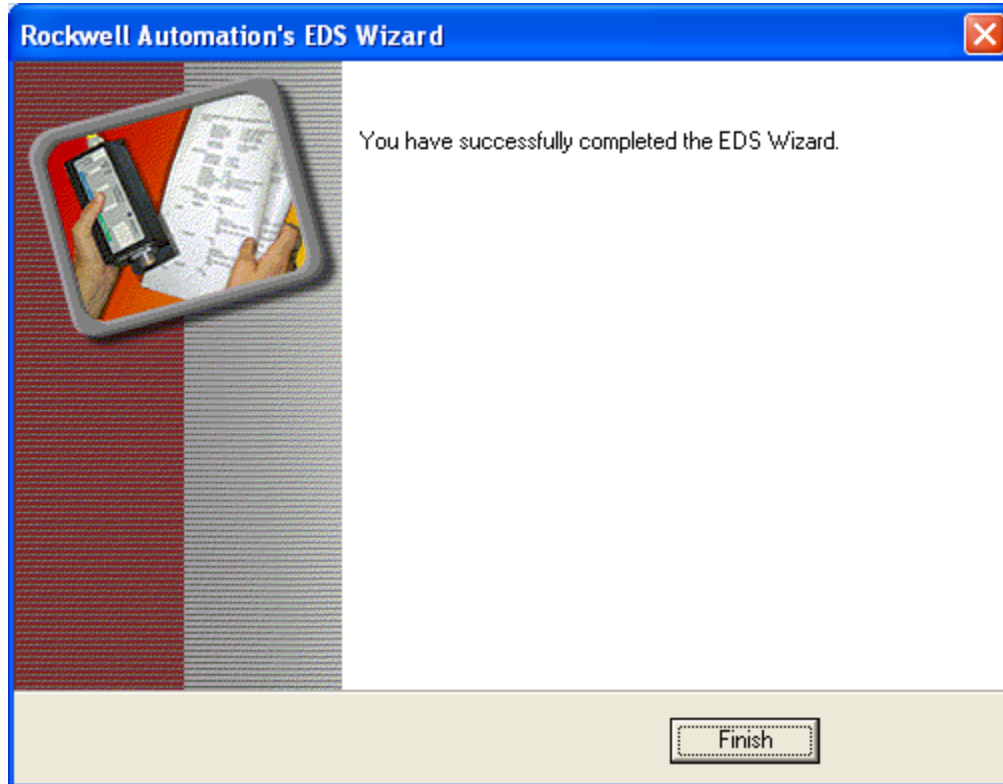 Rockwell Automation's EDS Wizard
You have successfully completed the EDS Wizard.
Finish